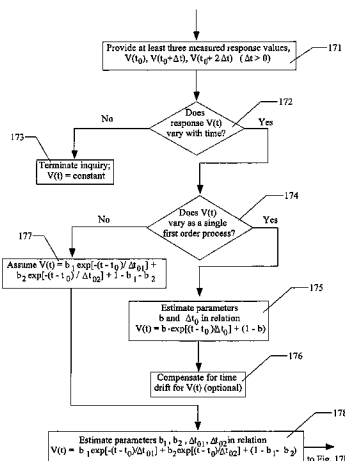 Provide at least three measured response values,
V(t₀), V(t₀+Δt), V(t₀+ 2Δt)   (Δt > 0)
171
Does
response V(t)
vary with time?
172
No
Yes
173
Terminate inquiry;
V(t) = constant
174
Does V(t)
vary as a single
first order process?
No
Yes
177
Assume V(t) = b₁ exp[-(t - t₀)/ Δt₀₁] +
b₂ exp[-(t - t₀) / Δt₀₂] + 1 - b₁ - b₂
175
Estimate parameters
b and Δt₀ in relation
V(t) = b·exp[(t - t₀)Δt₀] + (1 - b)
176
Compensate for time
drift for V(t) (optional)
178
Estimate parameters b₁, b₂, Δt₀₁, Δt₀₂ in relation
V(t) = b₁ exp[-(t - t₀)/Δt₀₁] + b₂exp[(t - t₀)/Δt₀₂] + (1 - b₁ - b₂)
to Fig. 17B